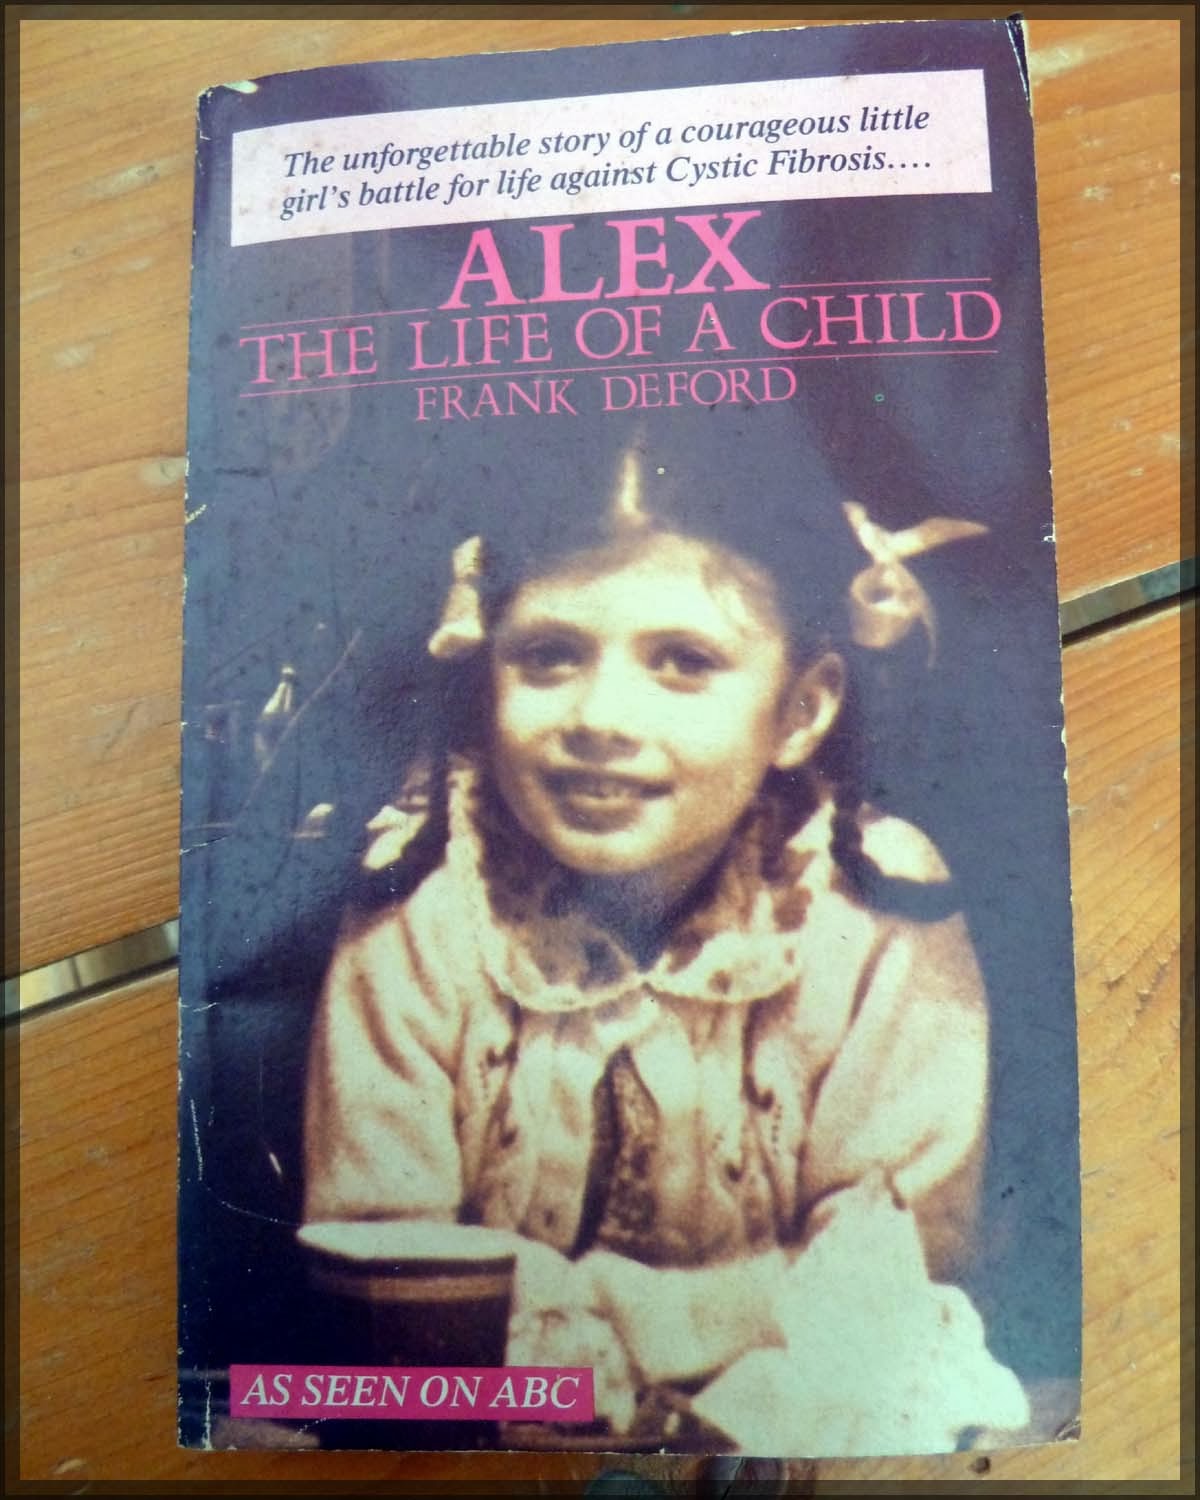 The unforgettable story of a courageous little
girl's battle for life against Cystic Fibrosis....
ALEX
THE LIFE OF A CHILD
FRANK DEFORD
AS SEEN ON ABC